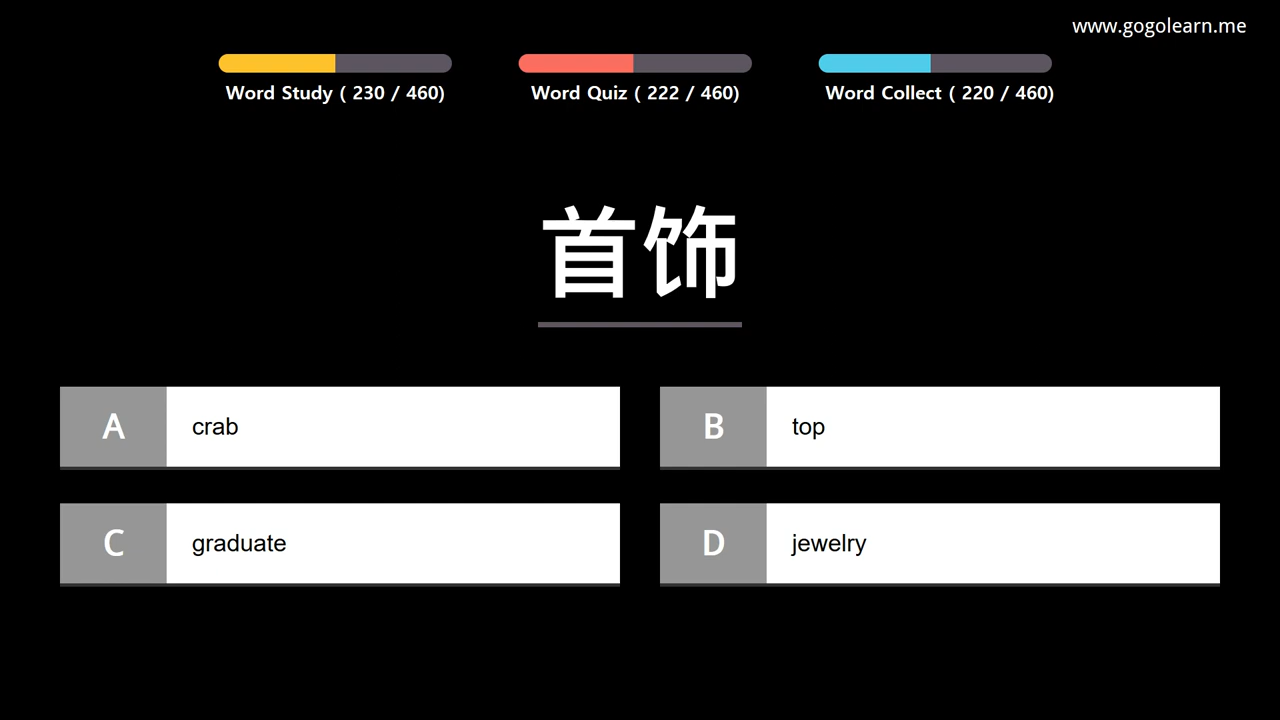 www.gogolearn.me
Word Study ( 230 / 460)
Word Quiz ( 222 / 460)
Word Collect ( 220 / 460)
首饰
A crab
B top
C graduate
D jewelry